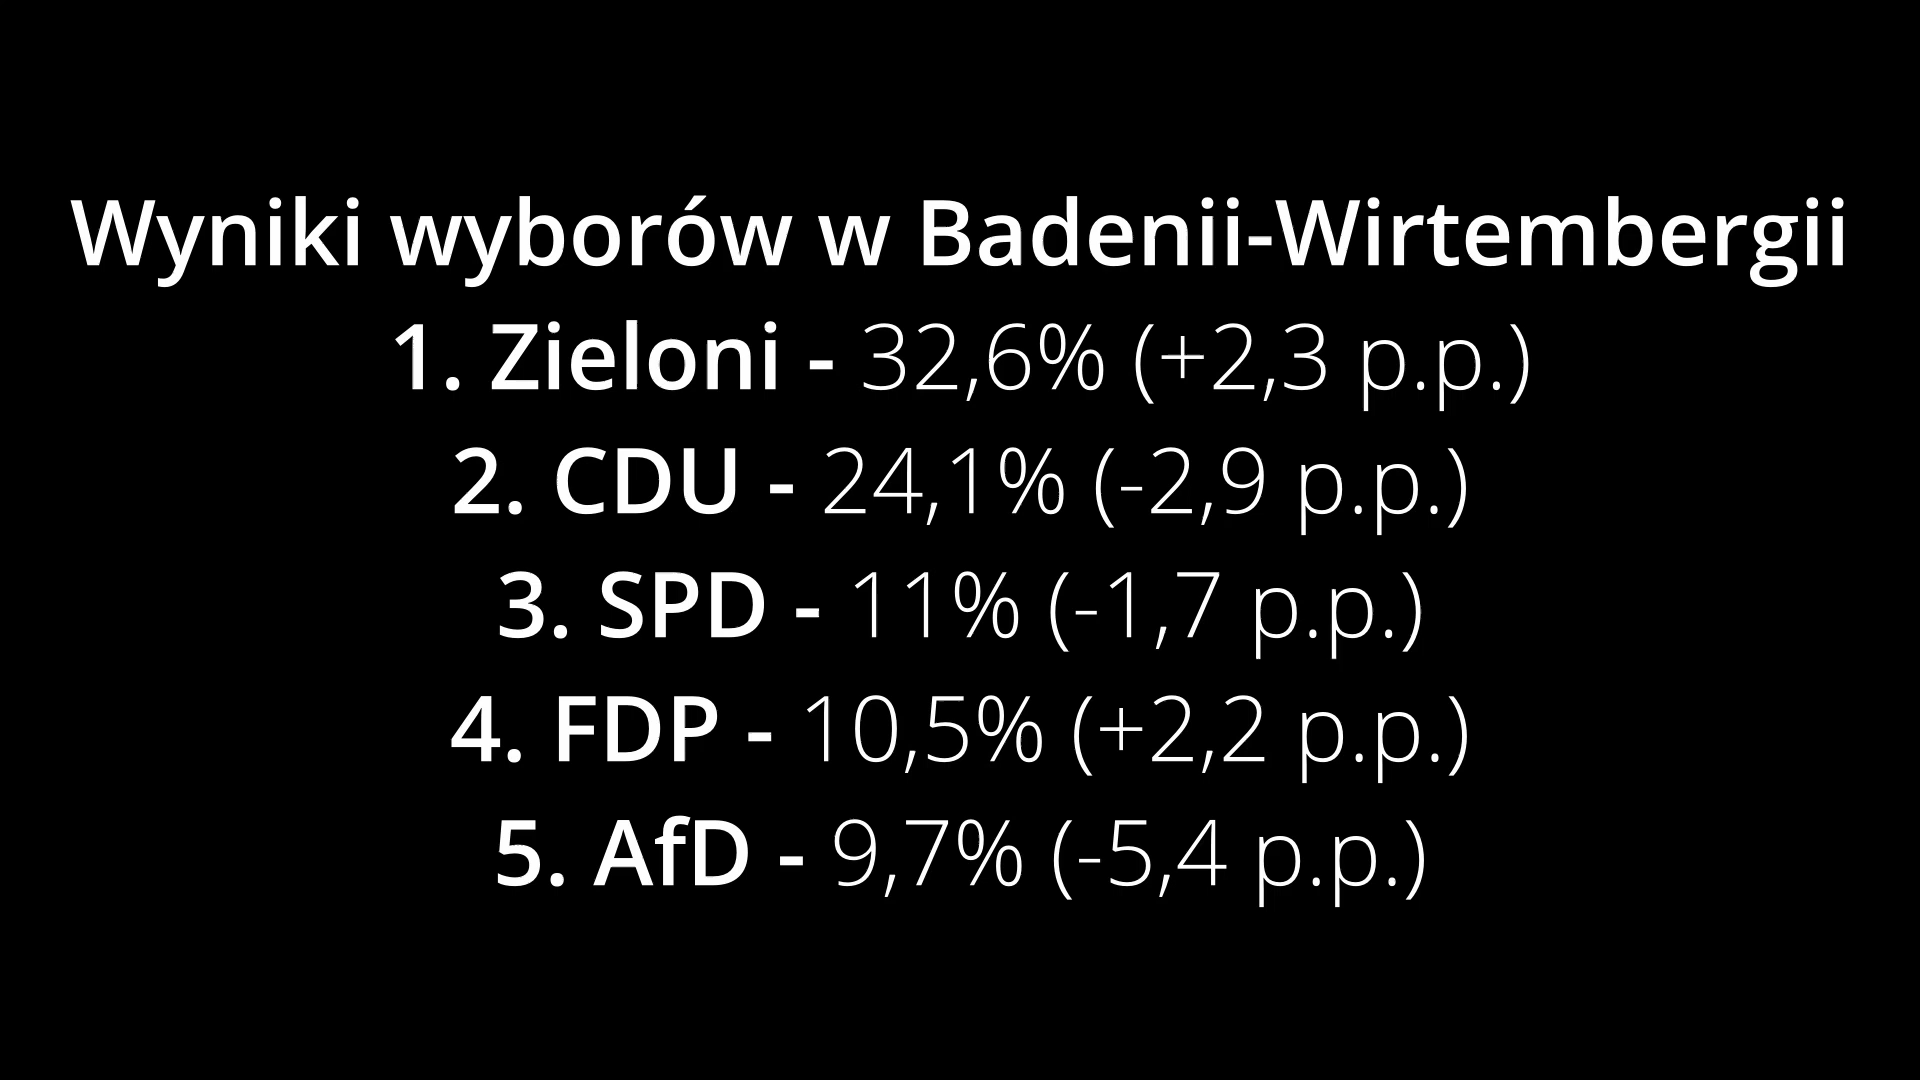 Wyniki wyborów w Badenii-Wirtembergii
1. Zieloni - 32,6% (+2,3 p.p.)
2. CDU - 24,1% (-2,9 p.p.)
3. SPD - 11% (-1,7 p.p.)
4. FDP - 10,5% (+2,2 p.p.)
5. AfD - 9,7% (-5,4 p.p.)